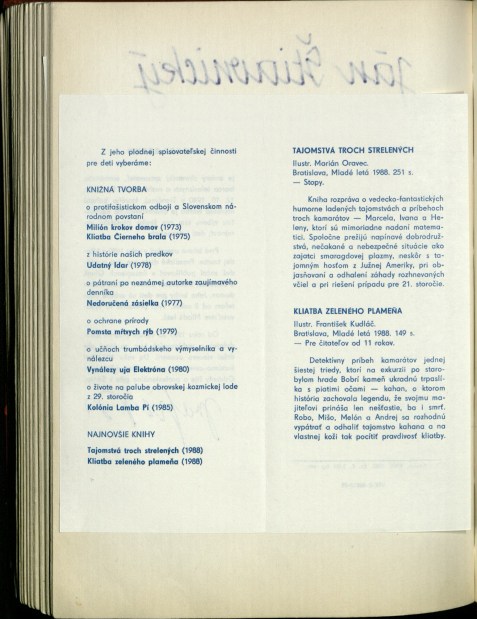 Ján Štiavnický
Z jeho plodnej spisovateľskej činnosti
pre deti vyberáme:
KNIŽNÁ TVORBA
o protifašistickom odboji a Slovenskom ná-
rodnom povstaní
Milión krokov domov (1973)
Kliatba Čierneho brala (1975)
z histórie našich predkov
Udatný Idar (1978)
o pátraní po neznámej autorke zaujímavého
denníka
Nedoručená zásielka (1977)
o ochrane prírody
Pomsta mŕtvych rýb (1979)
o učňoch trumbádskeho výmyselníka a vy-
nálezcu
Vynálezy uja Elektróna (1980)
o živote na palube obrovskej kozmickej lode
z 29. storočia
Kolónia Lamba Pí (1985)
NAJNOVŠIE KNIHY
Tajomstvá troch strelených (1988)
Kliatba zeleného plameňa (1988)
TAJOMSTVÁ TROCH STRELENÝCH
Ilustr. Marián Oravec.
Bratislava, Mladé letá 1988. 251 s.
— Stopy.
Kniha rozpráva o vedecko-fantastických
humorne ladených tajomstvách a príbehoch
troch kamarátov — Marcela, Ivana a He-
leny, ktorí sú mimoriadne nadaní matema-
tici. Spoločne prežijú napínavé dobrodruž-
stvá, nečakané a nebezpečné situácie ako
zajatci smaragdovej plazmy, neskôr s ta-
jomným hosťom z Južnej Ameriky, pri ob-
jasňovaní a odhalení záhady rozhnevaných
včiel a pri riešení prípadu pre 21. storočie.
KLIATBA ZELENÉHO PLAMEŇA
Ilustr. František Kudláč.
Bratislava, Mladé letá 1988. 149 s.
— Pre čitateľov od 11 rokov.
Detektívny príbeh kamarátov jednej
šiestej triedy, ktorí na exkurzii po staro-
bylom hrade Bobrí kameň ukradnú trpaslí-
ka s piatimi očami — kahan, o ktorom
história zachovala legendu, že svojmu ma-
jiteľovi prináša len nešťastie, ba i smrť.
Robo, Mišo, Melón a Andrej sa rozhodnú
vypátrať a odhaliť tajomstvo kahana a na
vlastnej koži tak pocítiť pravdivosť kliatby.